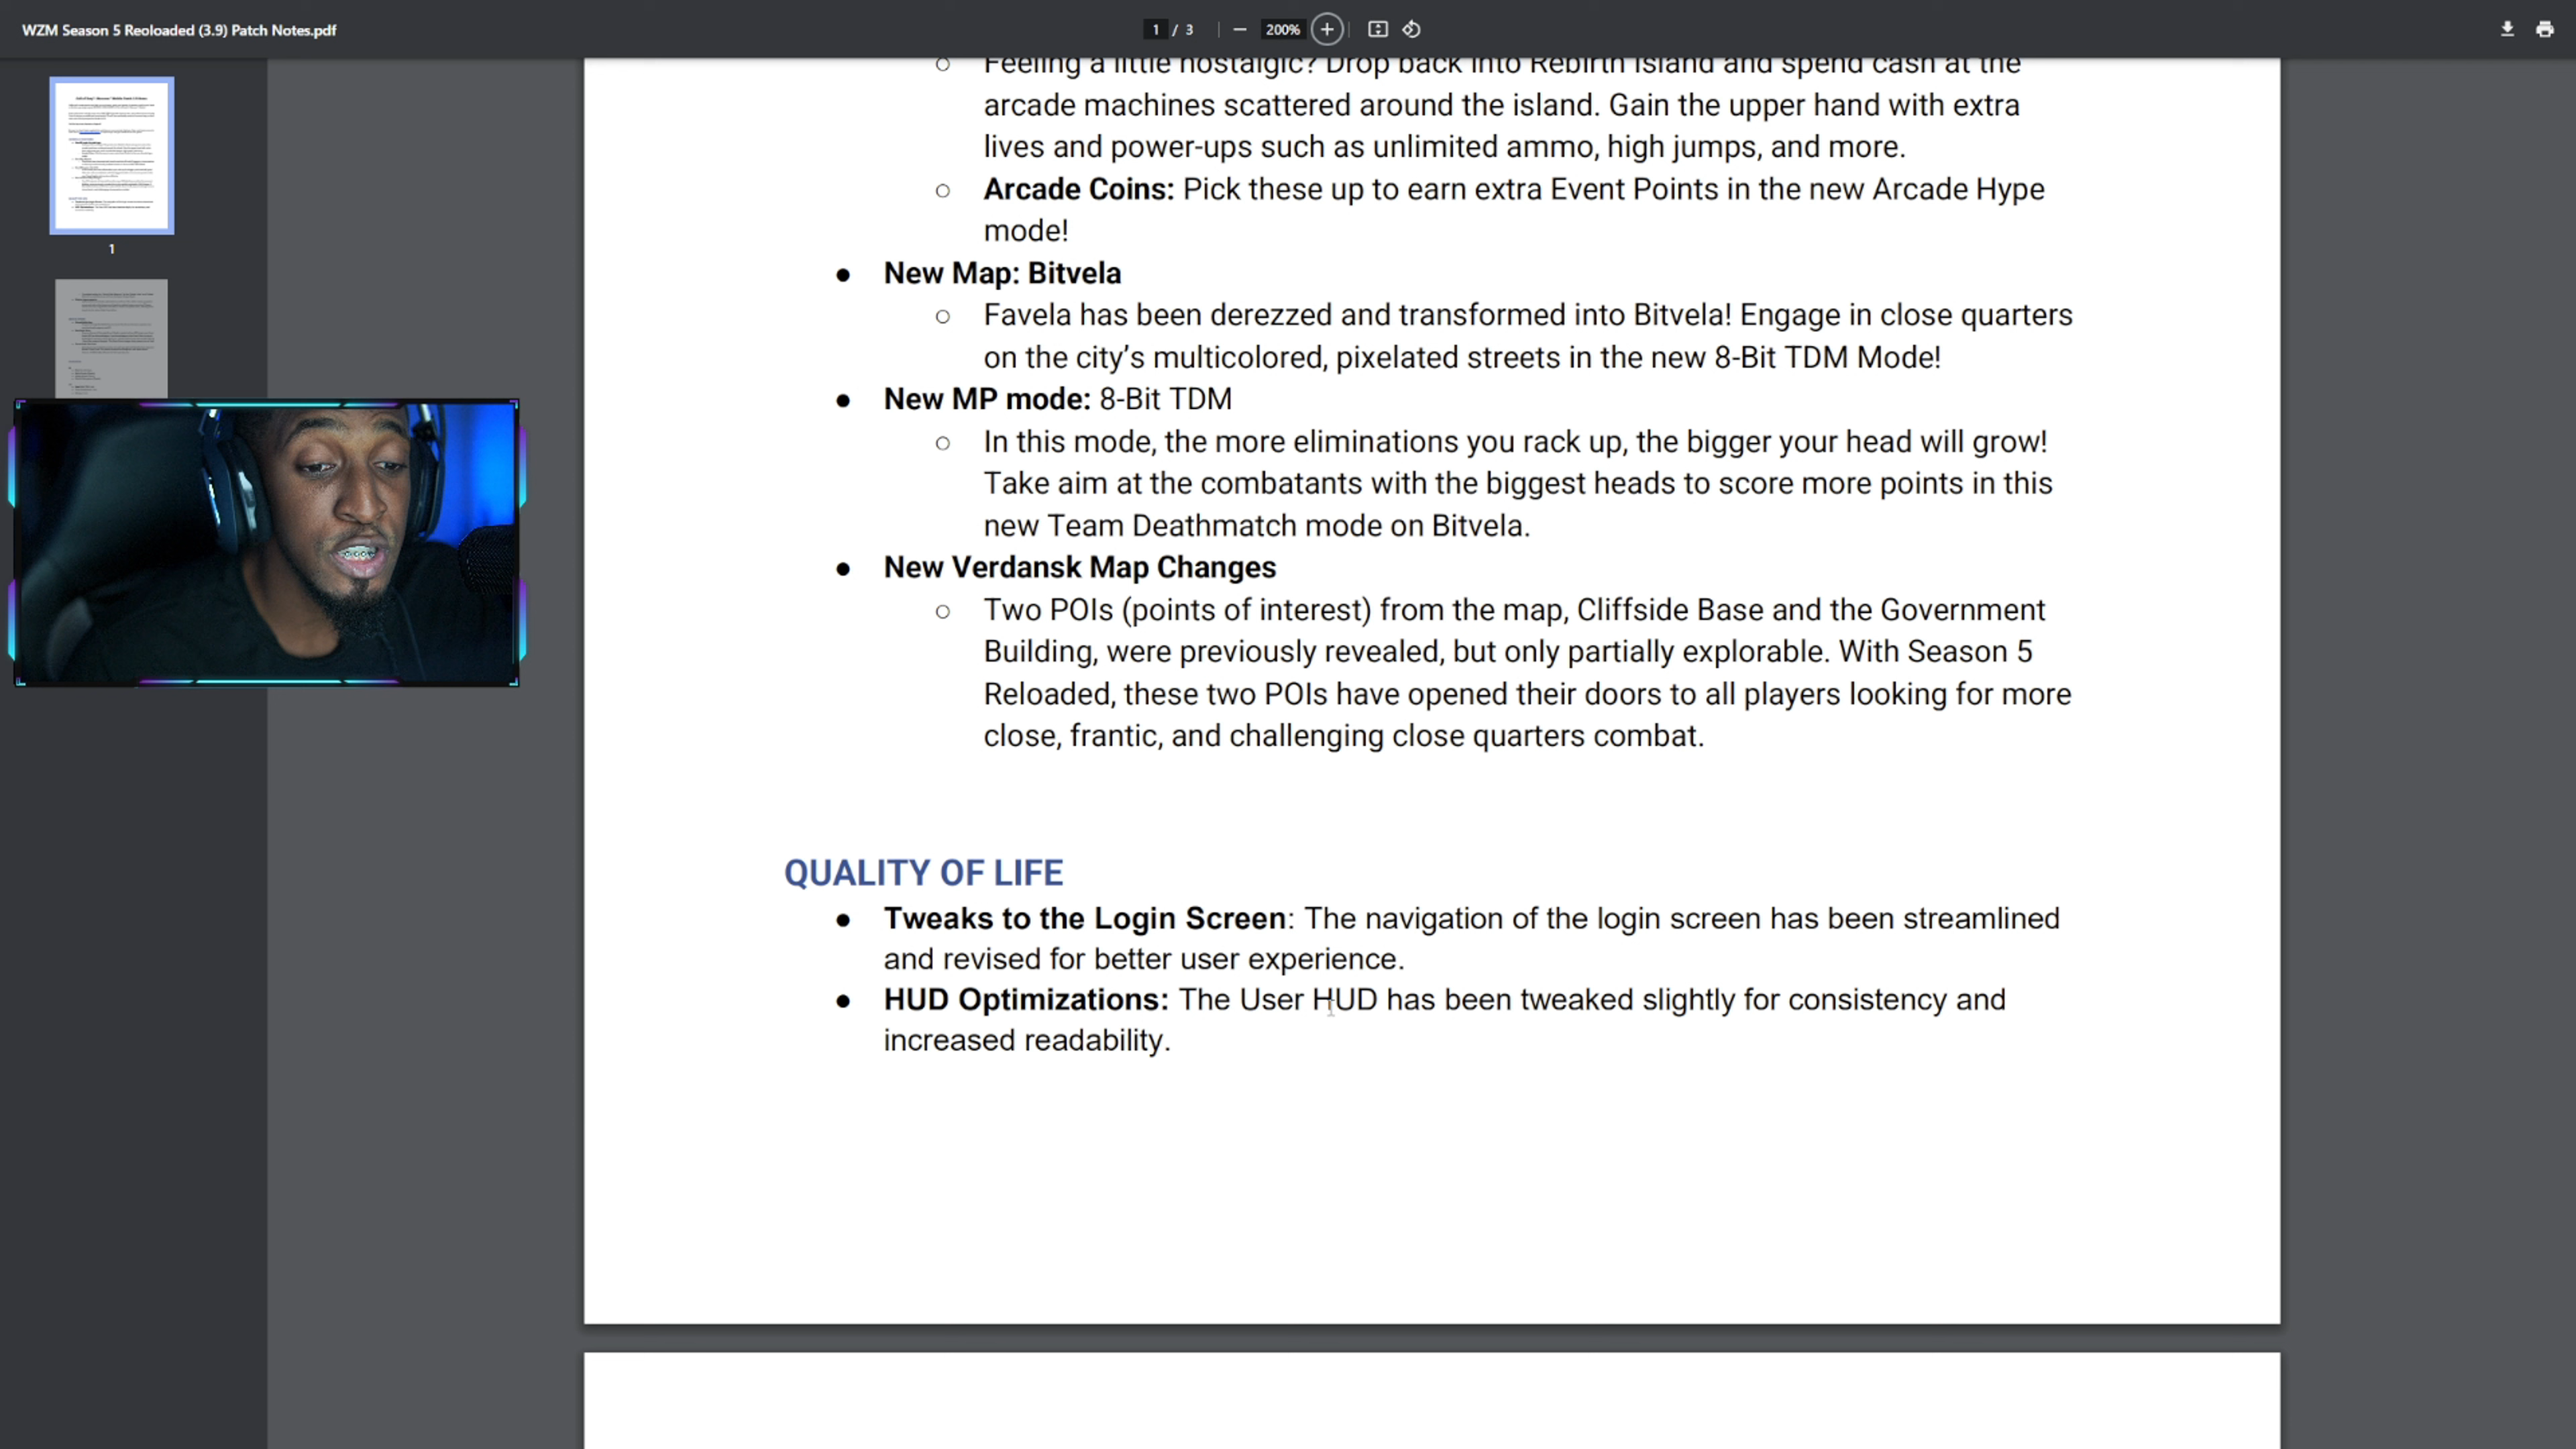 WZM Season 5 Reoloaded (3.9) Patch Notes.pdf
1 / 3
200%
1
Feeling a little nostalgic? Drop back into Rebirth Island and spend cash at the
arcade machines scattered around the island. Gain the upper hand with extra
lives and power-ups such as unlimited ammo, high jumps, and more.
Arcade Coins: Pick these up to earn extra Event Points in the new Arcade Hype
mode!
New Map: Bitvela
Favela has been derezzed and transformed into Bitvela! Engage in close quarters
on the city’s multicolored, pixelated streets in the new 8-Bit TDM Mode!
New MP mode: 8-Bit TDM
In this mode, the more eliminations you rack up, the bigger your head will grow!
Take aim at the combatants with the biggest heads to score more points in this
new Team Deathmatch mode on Bitvela.
New Verdansk Map Changes
Two POIs (points of interest) from the map, Cliffside Base and the Government
Building, were previously revealed, but only partially explorable. With Season 5
Reloaded, these two POIs have opened their doors to all players looking for more
close, frantic, and challenging close quarters combat.
QUALITY OF LIFE
Tweaks to the Login Screen: The navigation of the login screen has been streamlined
and revised for better user experience.
HUD Optimizations: The User HUD has been tweaked slightly for consistency and
increased readability.